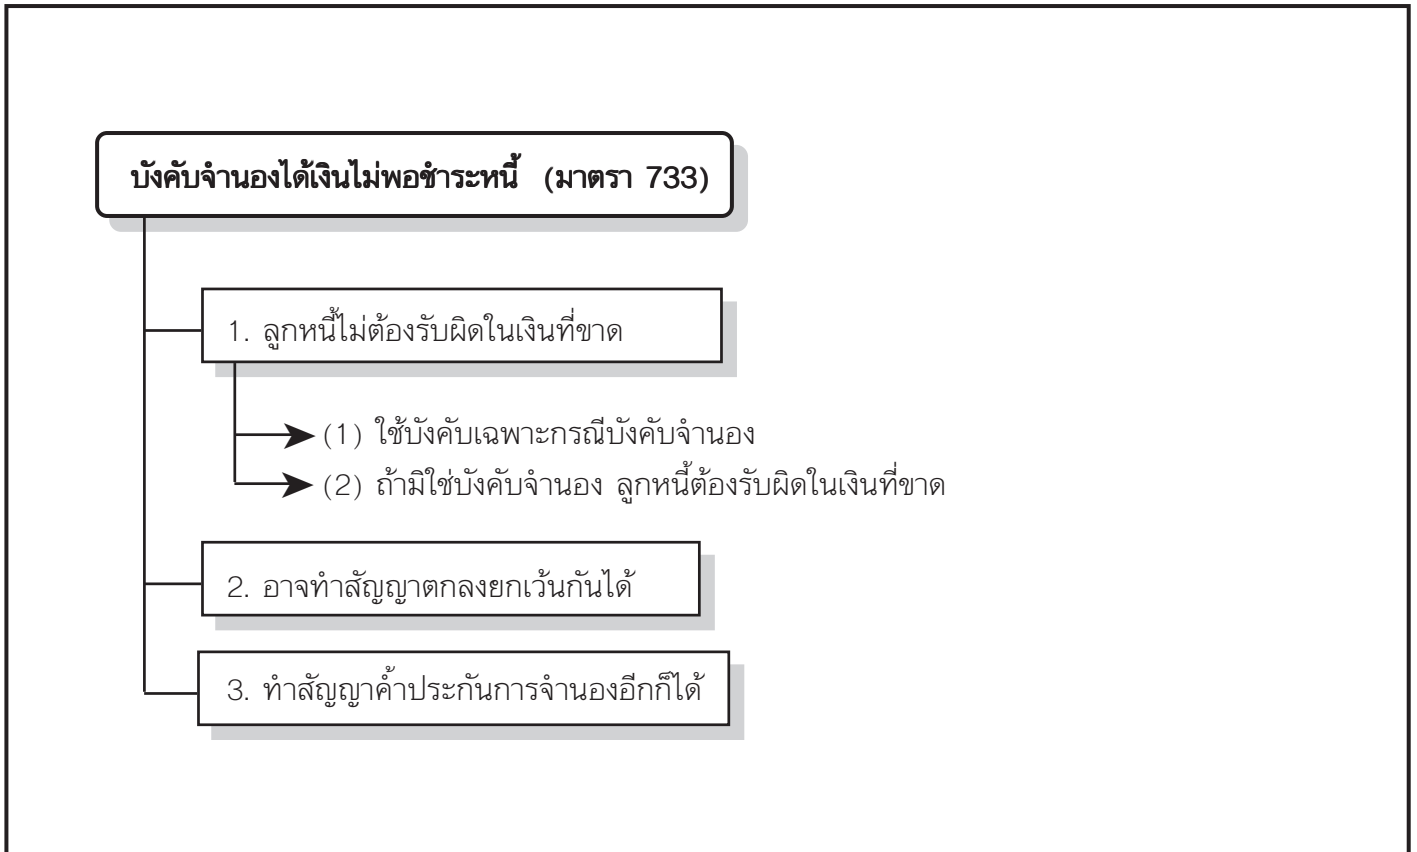 บังคับจำนองได้เงินไม่พอชำระหนี้ (มาตรา 733)
1. ลูกหนี้ไม่ต้องรับผิดในเงินที่ขาด
(1) ใช้บังคับเฉพาะกรณีบังคับจำนอง
(2) ถ้ามิใช่บังคับจำนอง ลูกหนี้ต้องรับผิดในเงินที่ขาด
2. อาจทำสัญญาตกลงยกเว้นกันได้
3. ทำสัญญาค้ำประกันการจำนองอีกก็ได้